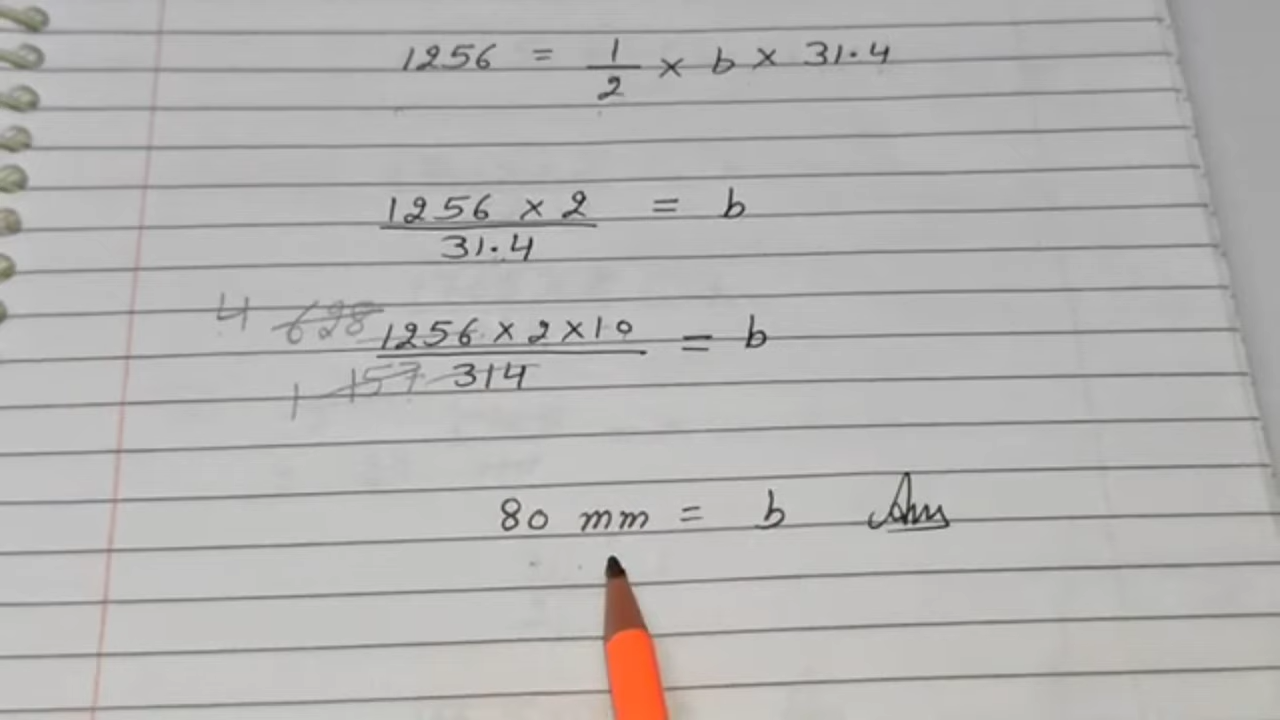 1256 = 1/2 × b × 31.4
1256 × 2 / 31.4 = b
4 628 1256 × 2 × 10 / 1 157 314 = b
80 mm = b Ans